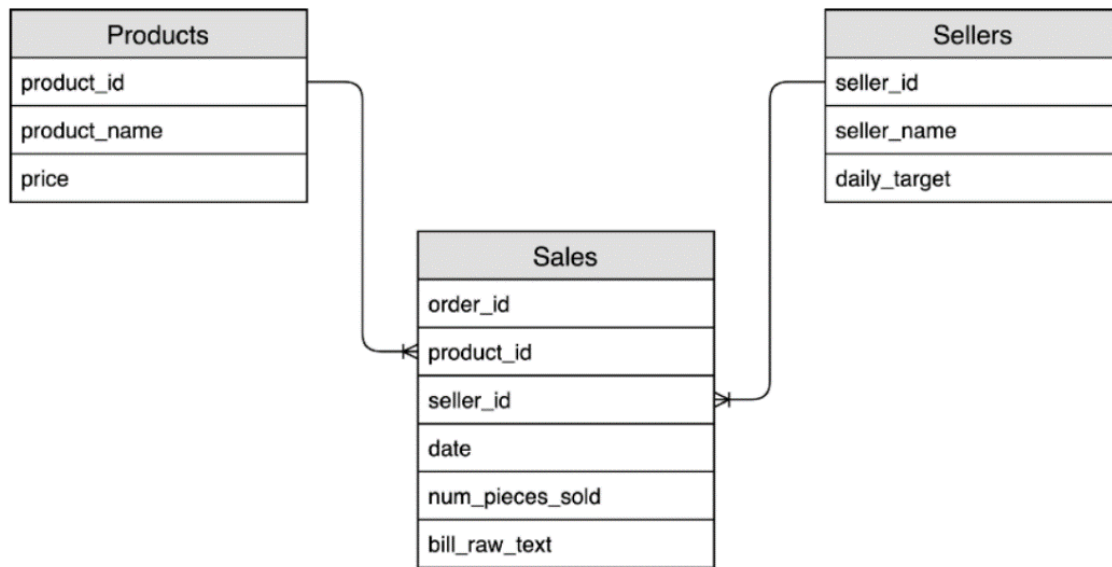 Products
product_id
product_name
price
Sellers
seller_id
seller_name
daily_target
Sales
order_id
product_id
seller_id
date
num_pieces_sold
bill_raw_text